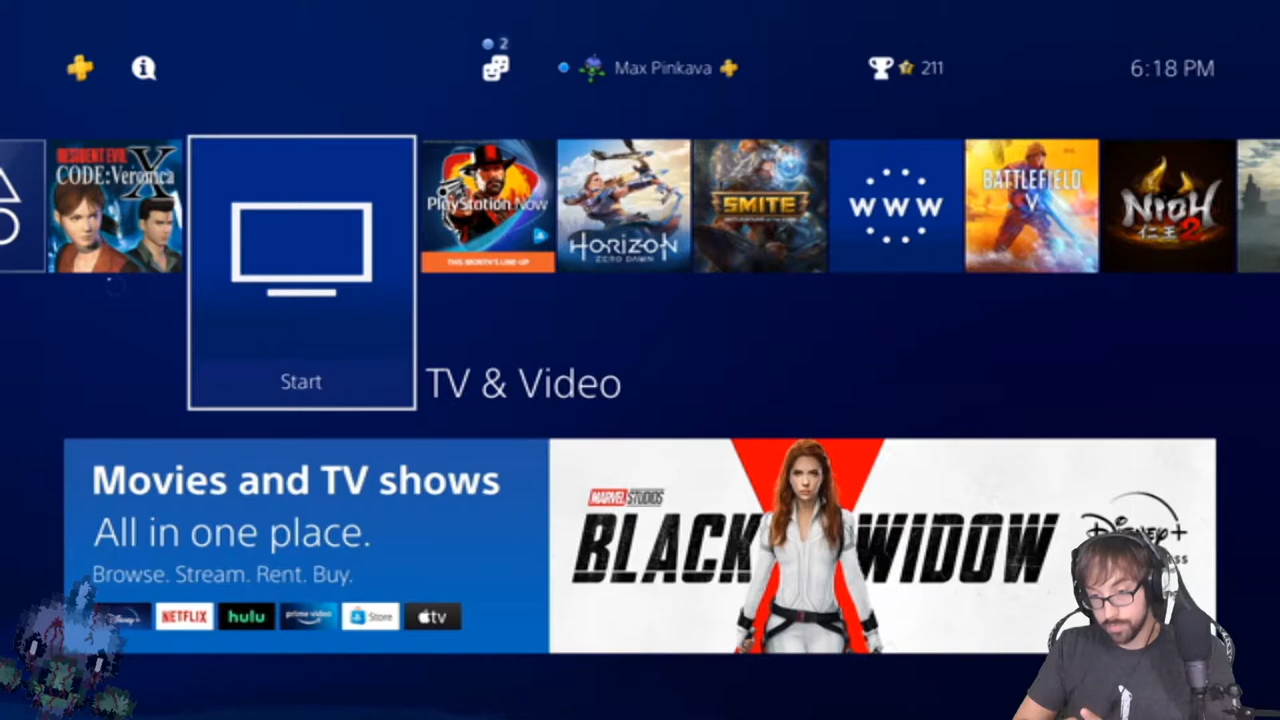 2
Max Pinkava
211
6:18 PM
RESIDENT EVIL
CODE:Veronica
X
PlayStation Now
THIS MONTH'S LINE-UP
HORIZON
ZERO DAWN
SMITE
WWW
BATTLEFIELD
V
NIOH
仁王2
Start
TV & Video
Movies and TV shows
All in one place.
Browse. Stream. Rent. Buy.
Disney+
NETFLIX
hulu
prime video
Store
tv
MARVEL STUDIOS
BLACK WIDOW
Disney+